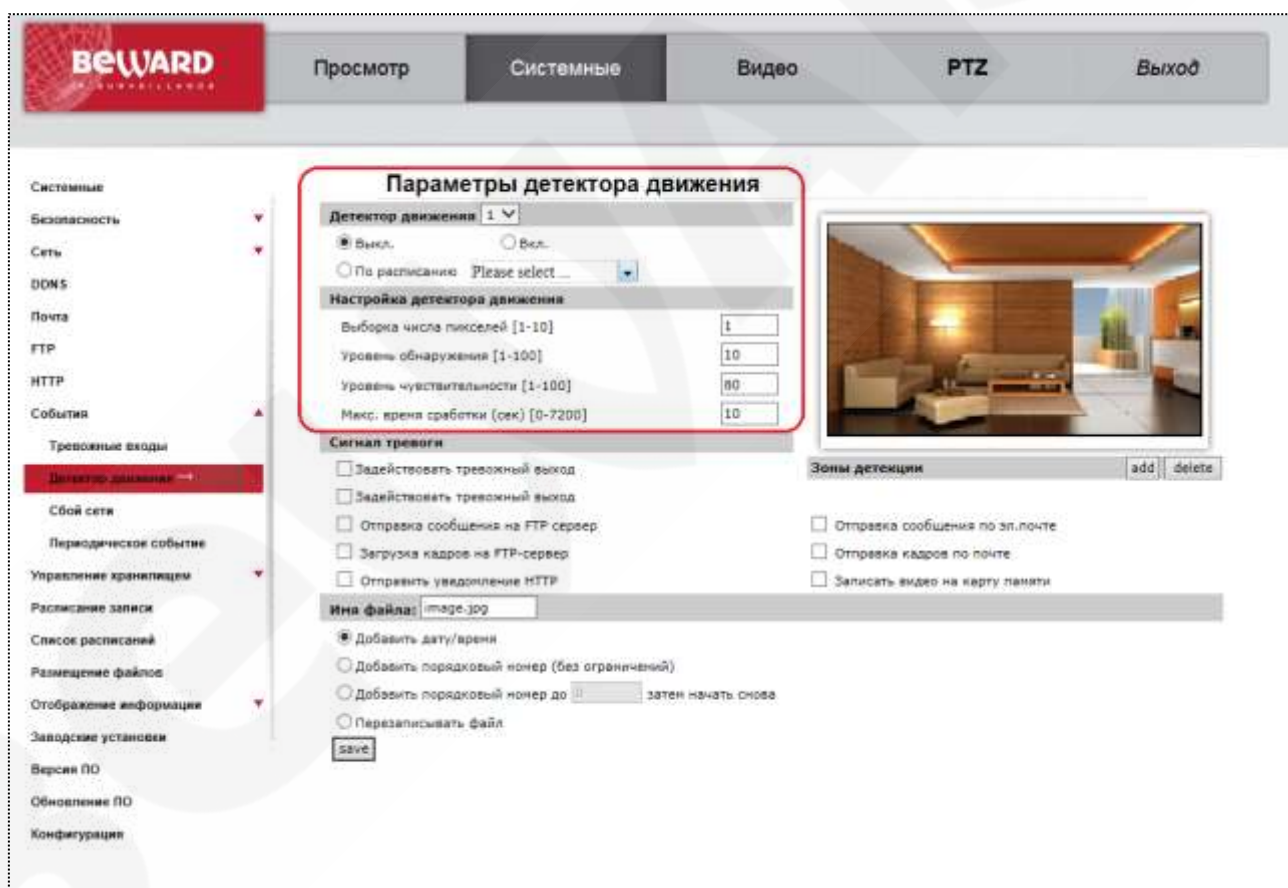 BEWARD
Просмотр
Системные
Видео
PTZ
Выход
Системные
Безопасность
Сеть
DDNS
Почта
FTP
HTTP
События
Тревожные входы
Детектор движения →
Сбой сети
Периодическое событие
Управление хранилищем
Расписание записи
Список расписаний
Размещение файлов
Отображение информации
Заводские установки
Версия ПО
Обновление ПО
Конфигурация
Параметры детектора движения
Детектор движения 1
Выкл. Вкл.
По расписанию Please select ...
Настройка детектора движения
Выборка числа пикселей [1-10] 1
Уровень обнаружения [1-100] 10
Уровень чувствительности [1-100] 80
Макс. время сработки (сек) [0-7200] 10
Сигнал тревоги
Задействовать тревожный выход
Задействовать тревожный выход
Отправка сообщения на FTP сервер
Загрузка кадров на FTP-сервер
Отправить уведомление HTTP
Зоны детекции add delete
Отправка сообщения по эл.почте
Отправка кадров по почте
Записать видео на карту памяти
Имя файла: image.jpg
Добавить дату/время
Добавить порядковый номер (без ограничений)
Добавить порядковый номер до 0 затем начать снова
Перезаписывать файл
save